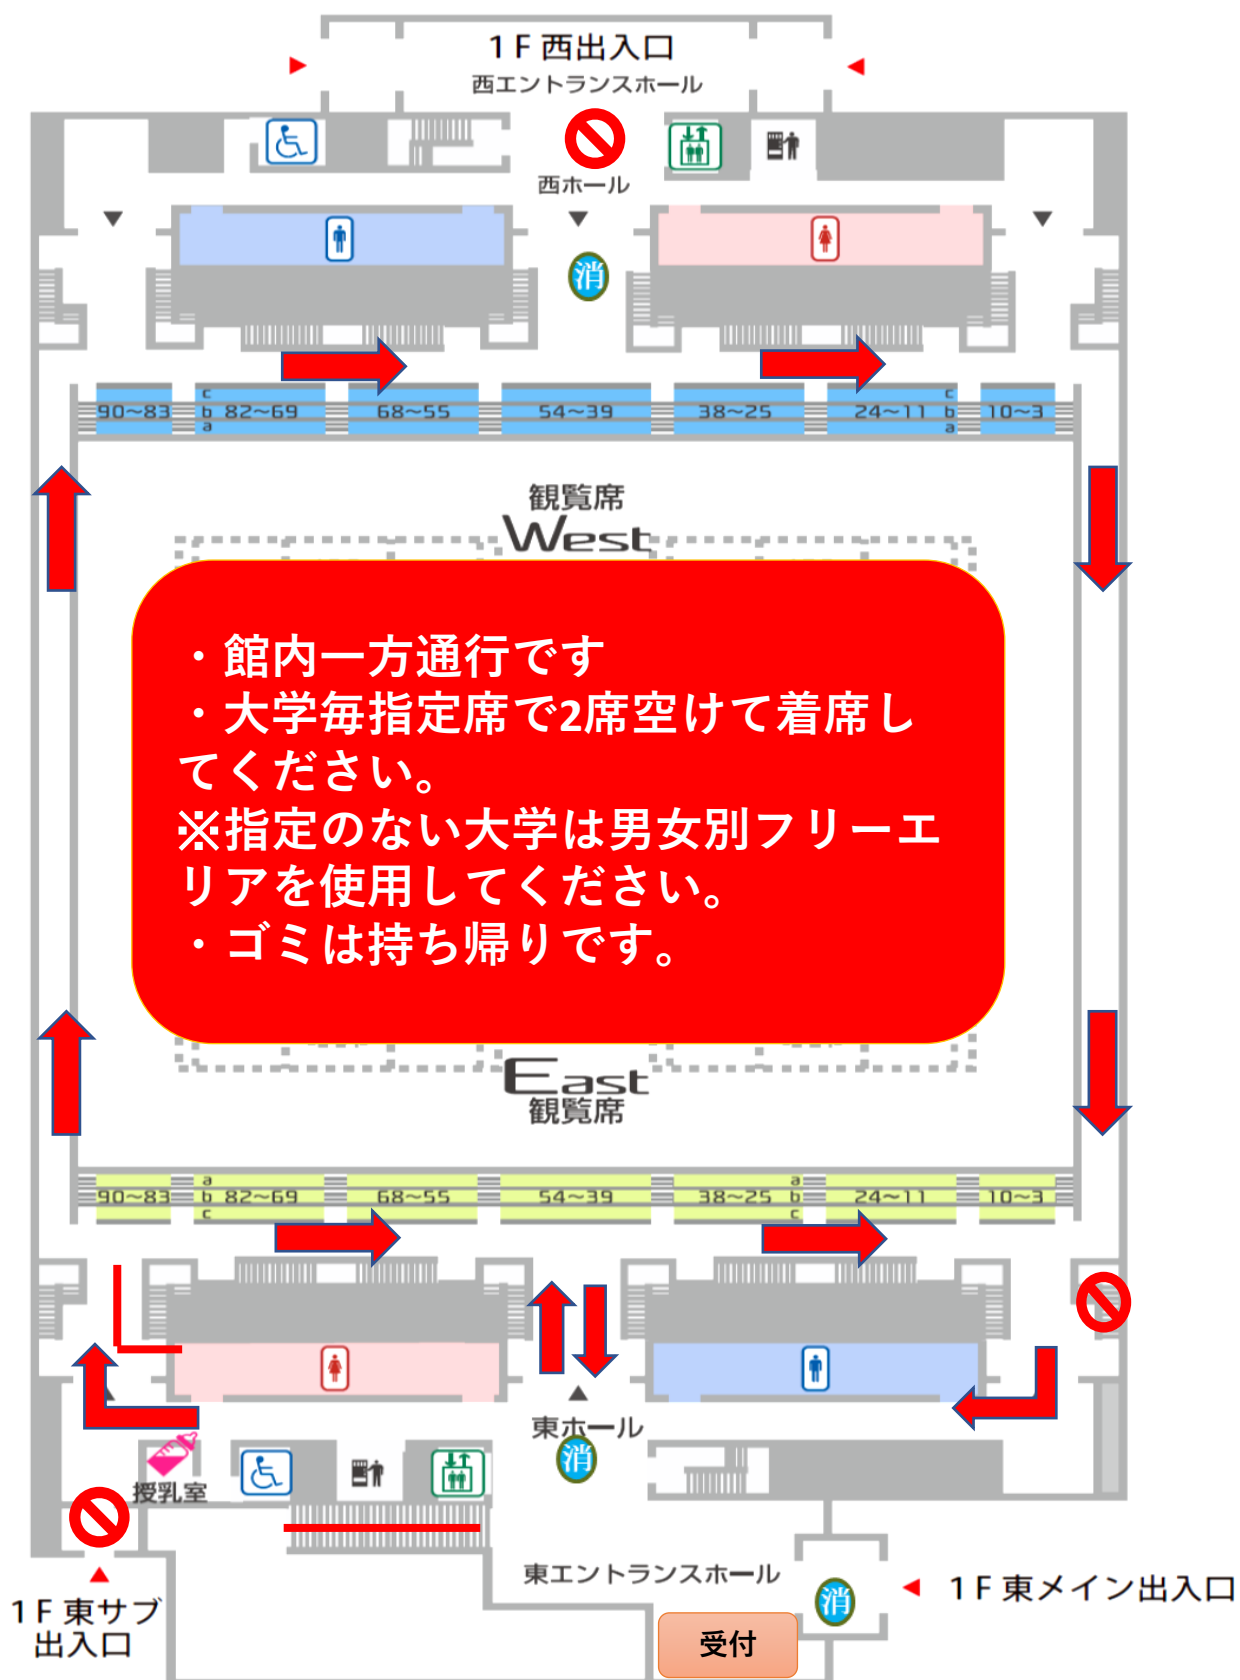 1F 西出入口
西エントランスホール
西ホール
消
90～83
c
b 82～69
a
68～55
54～39
38～25
c
24～11 b
a
10～3
観覧席
West
・館内一方通行です
・大学毎指定席で2席空けて着席し
てください。
※指定のない大学は男女別フリーエ
リアを使用してください。
・ゴミは持ち帰りです。
East
観覧席
90～83
a
b 82～69
c
68～55
54～39
a
38～25 b
c
24～11
10～3
東ホール
消
授乳室
東エントランスホール
消
1F 東メイン出入口
1F 東サブ
出入口
受付